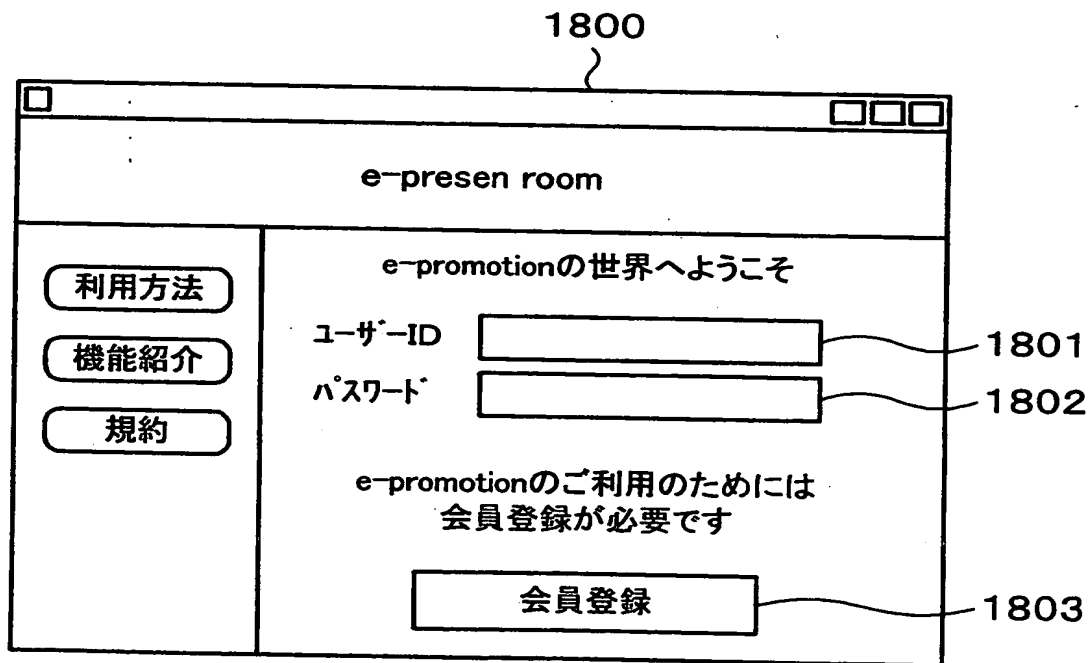 1800
e-presen room
利用方法
機能紹介
規約
e-promotionの世界へようこそ
ユーザーID
1801
パスワード
1802
e-promotionのご利用のためには
会員登録が必要です
会員登録
1803